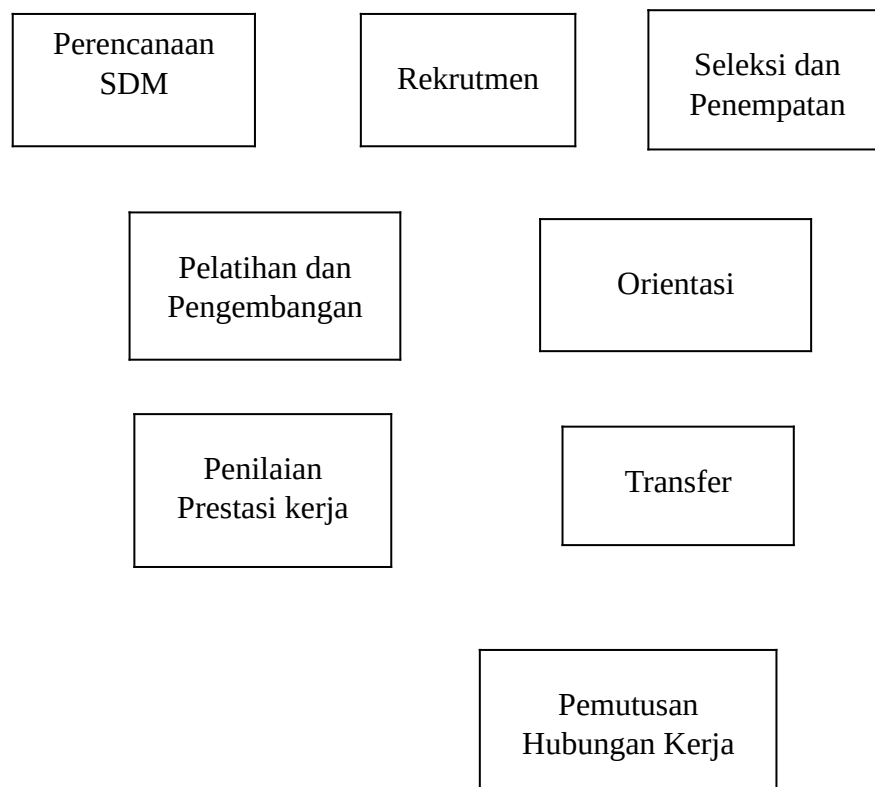 Perencanaan
SDM
Rekrutmen
Seleksi dan
Penempatan
Pelatihan dan
Pengembangan
Orientasi
Penilaian
Prestasi kerja
Transfer
Pemutusan
Hubungan Kerja